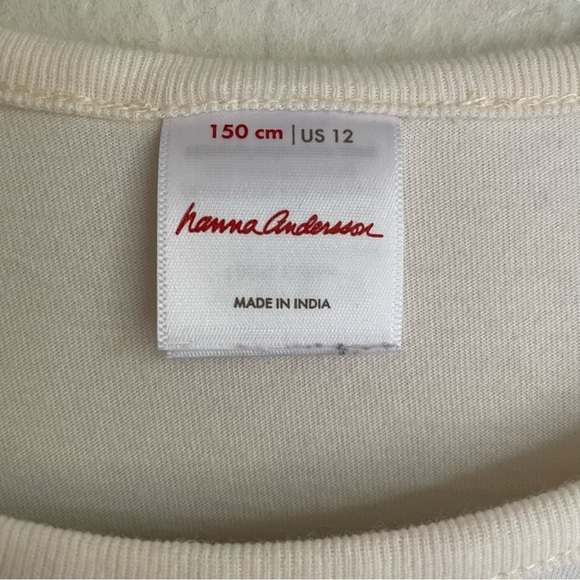 150 cm | US 12
hanna andersson
MADE IN INDIA